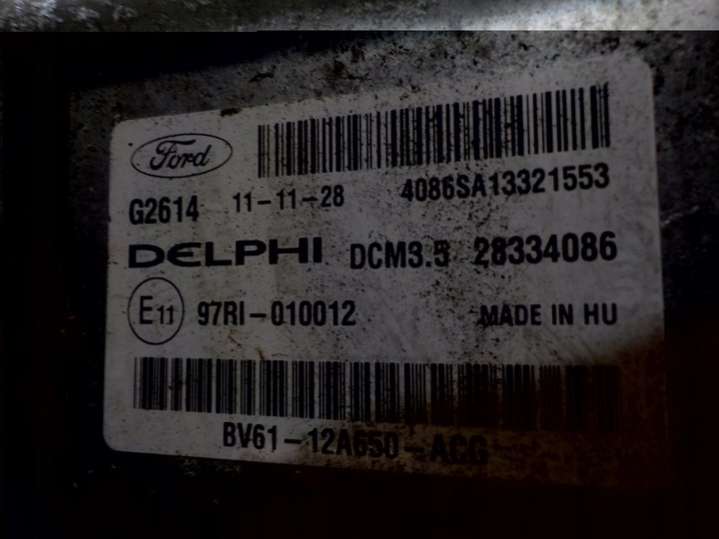 Ford
G2614 11-11-28 4086SA13321553
DELPHI DCM3.5 28334086
E11 97RI-010012 MADE IN HU
BV61-12A650-ACG